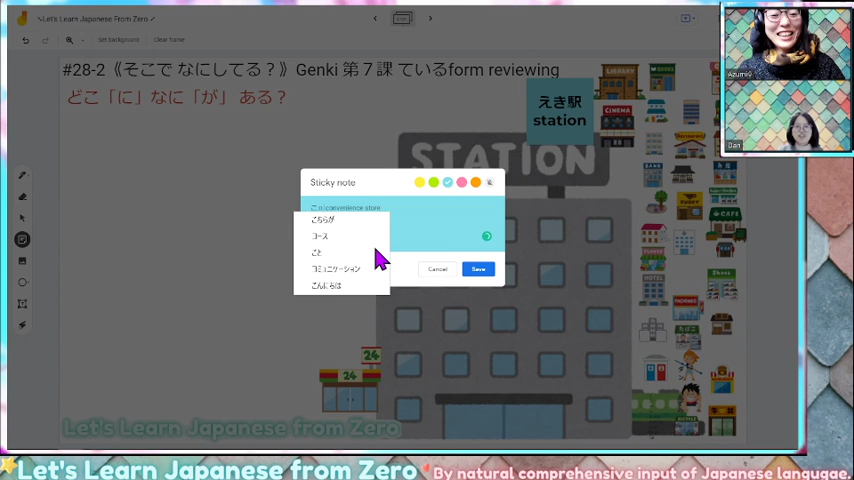 Let's Learn Japanese From Zero
Set background
Clear frame
#28-2《そこで なにしてる？》Genki 第７課 ているform reviewing
どこ「に」なに「が」 ある？
えき駅
station
LIBRARY
CINEMA
STATION
BANK
CAFE
Sticky note
convenience store
こちらが
コース
こと
コミュニケーション
こんにちは
Cancel
Save
24
24
たばこ
Azumi
Dan
Let's Learn Japanese from Zero
Let's Learn Japanese from Zero
By natural comprehensive input of Japanese langugae.